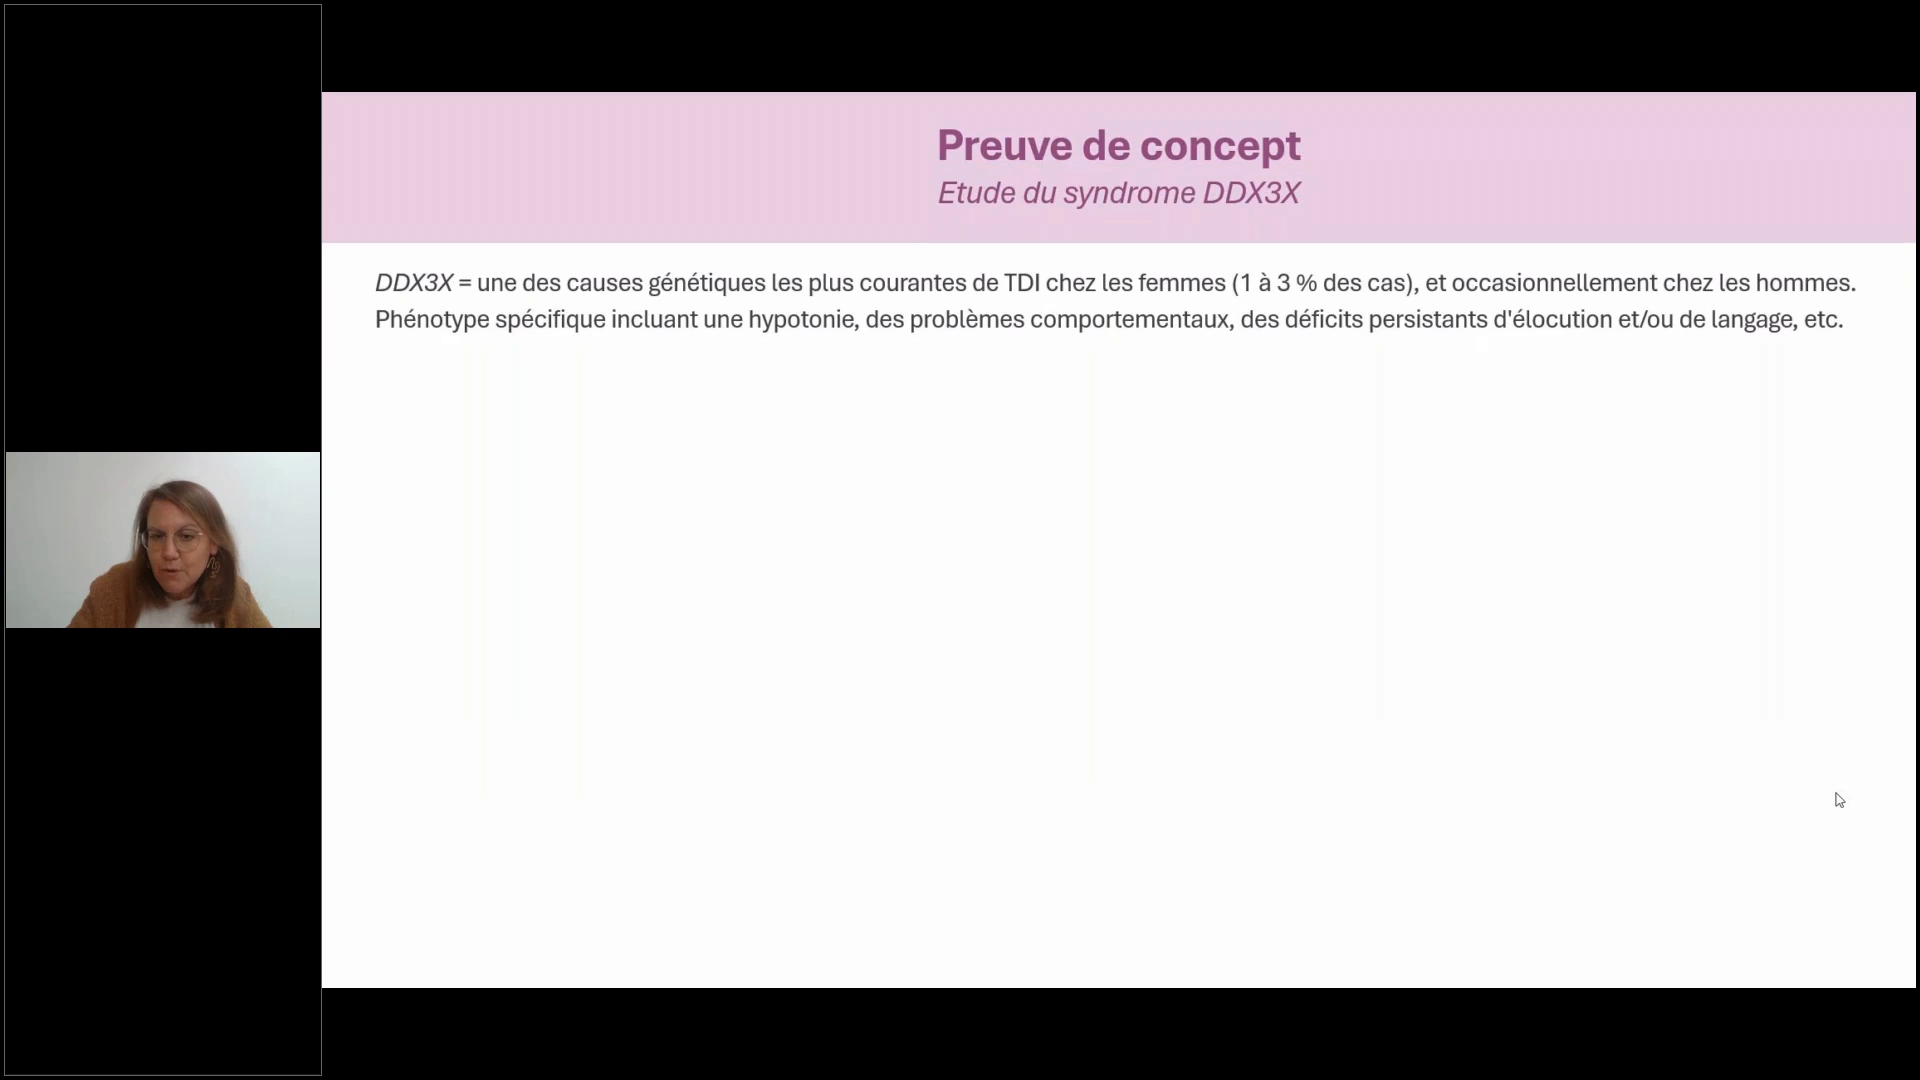 Preuve de concept
Etude du syndrome DDX3X
DDX3X = une des causes génétiques les plus courantes de TDI chez les femmes (1 à 3 % des cas), et occasionnellement chez les hommes.
Phénotype spécifique incluant une hypotonie, des problèmes comportementaux, des déficits persistants d'élocution et/ou de langage, etc.